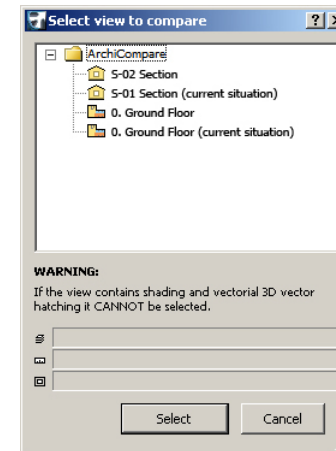 Select view to compare
ArchiCompare
S-02 Section
S-01 Section (current situation)
0. Ground Floor
0. Ground Floor (current situation)
WARNING:
If the view contains shading and vectorial 3D vector
hatching it CANNOT be selected.
Select
Cancel